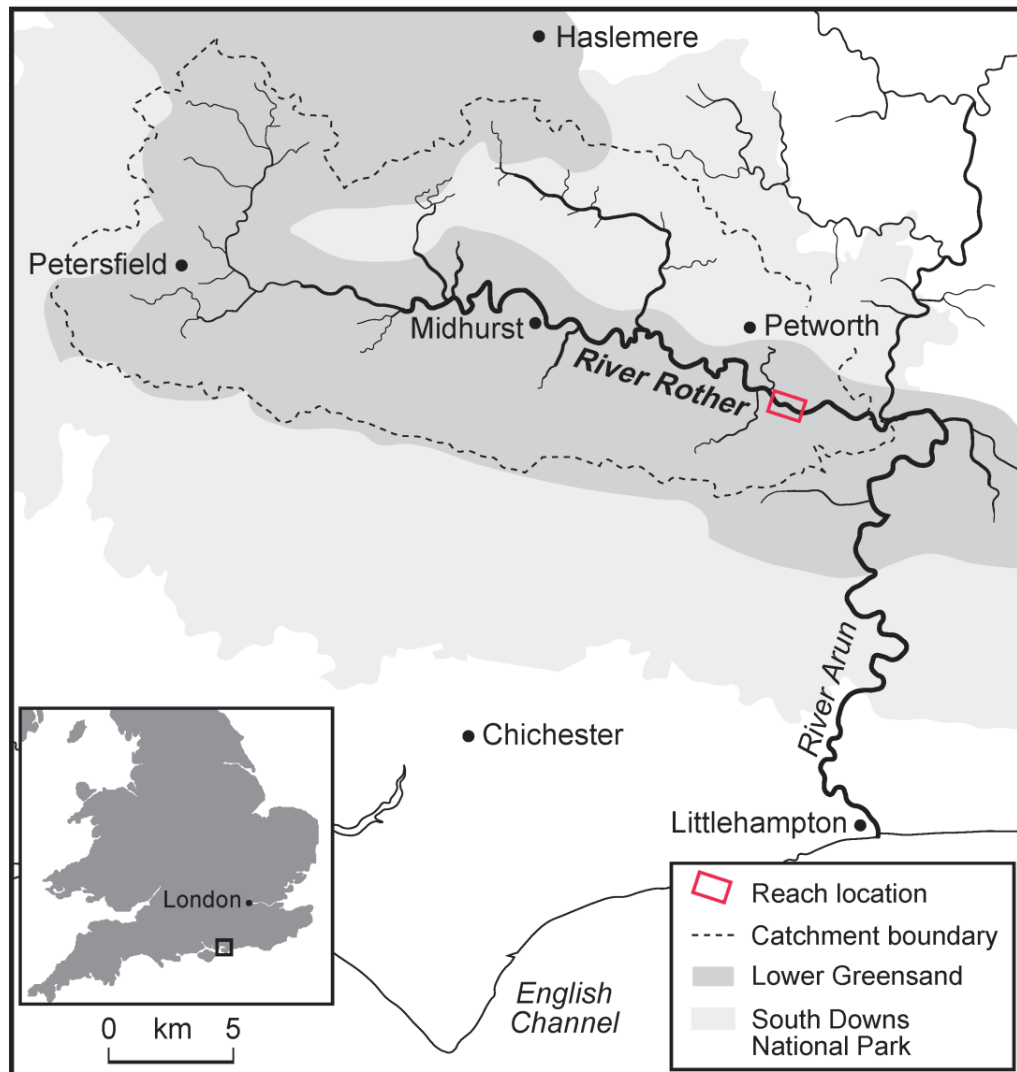 Haslemere
Petersfield
Midhurst
Petworth
River Rother
River Arun
Chichester
Littlehampton
London
English
Channel
0 km 5
Reach location
Catchment boundary
Lower Greensand
South Downs
National Park